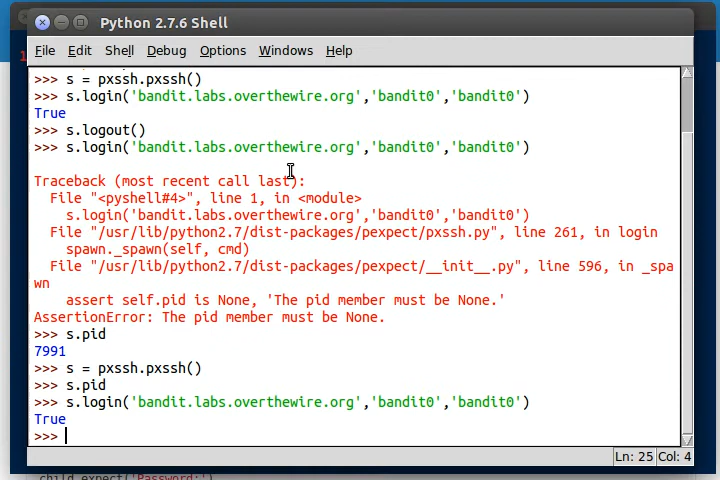 Python 2.7.6 Shell
File Edit Shell Debug Options Windows Help
>>> s = pxssh.pxssh()
>>> s.login('bandit.labs.overthewire.org','bandit0','bandit0')
True
>>> s.logout()
>>> s.login('bandit.labs.overthewire.org','bandit0','bandit0')
Traceback (most recent call last):
  File "<pyshell#4>", line 1, in <module>
    s.login('bandit.labs.overthewire.org','bandit0','bandit0')
  File "/usr/lib/python2.7/dist-packages/pexpect/pxssh.py", line 261, in login
    spawn._spawn(self, cmd)
  File "/usr/lib/python2.7/dist-packages/pexpect/__init__.py", line 596, in _spa
wn
    assert self.pid is None, 'The pid member must be None.'
AssertionError: The pid member must be None.
>>> s.pid
7991
>>> s = pxssh.pxssh()
>>> s.pid
>>> s.login('bandit.labs.overthewire.org','bandit0','bandit0')
True
>>>
Ln: 25 Col: 4
child.expect('Password:')